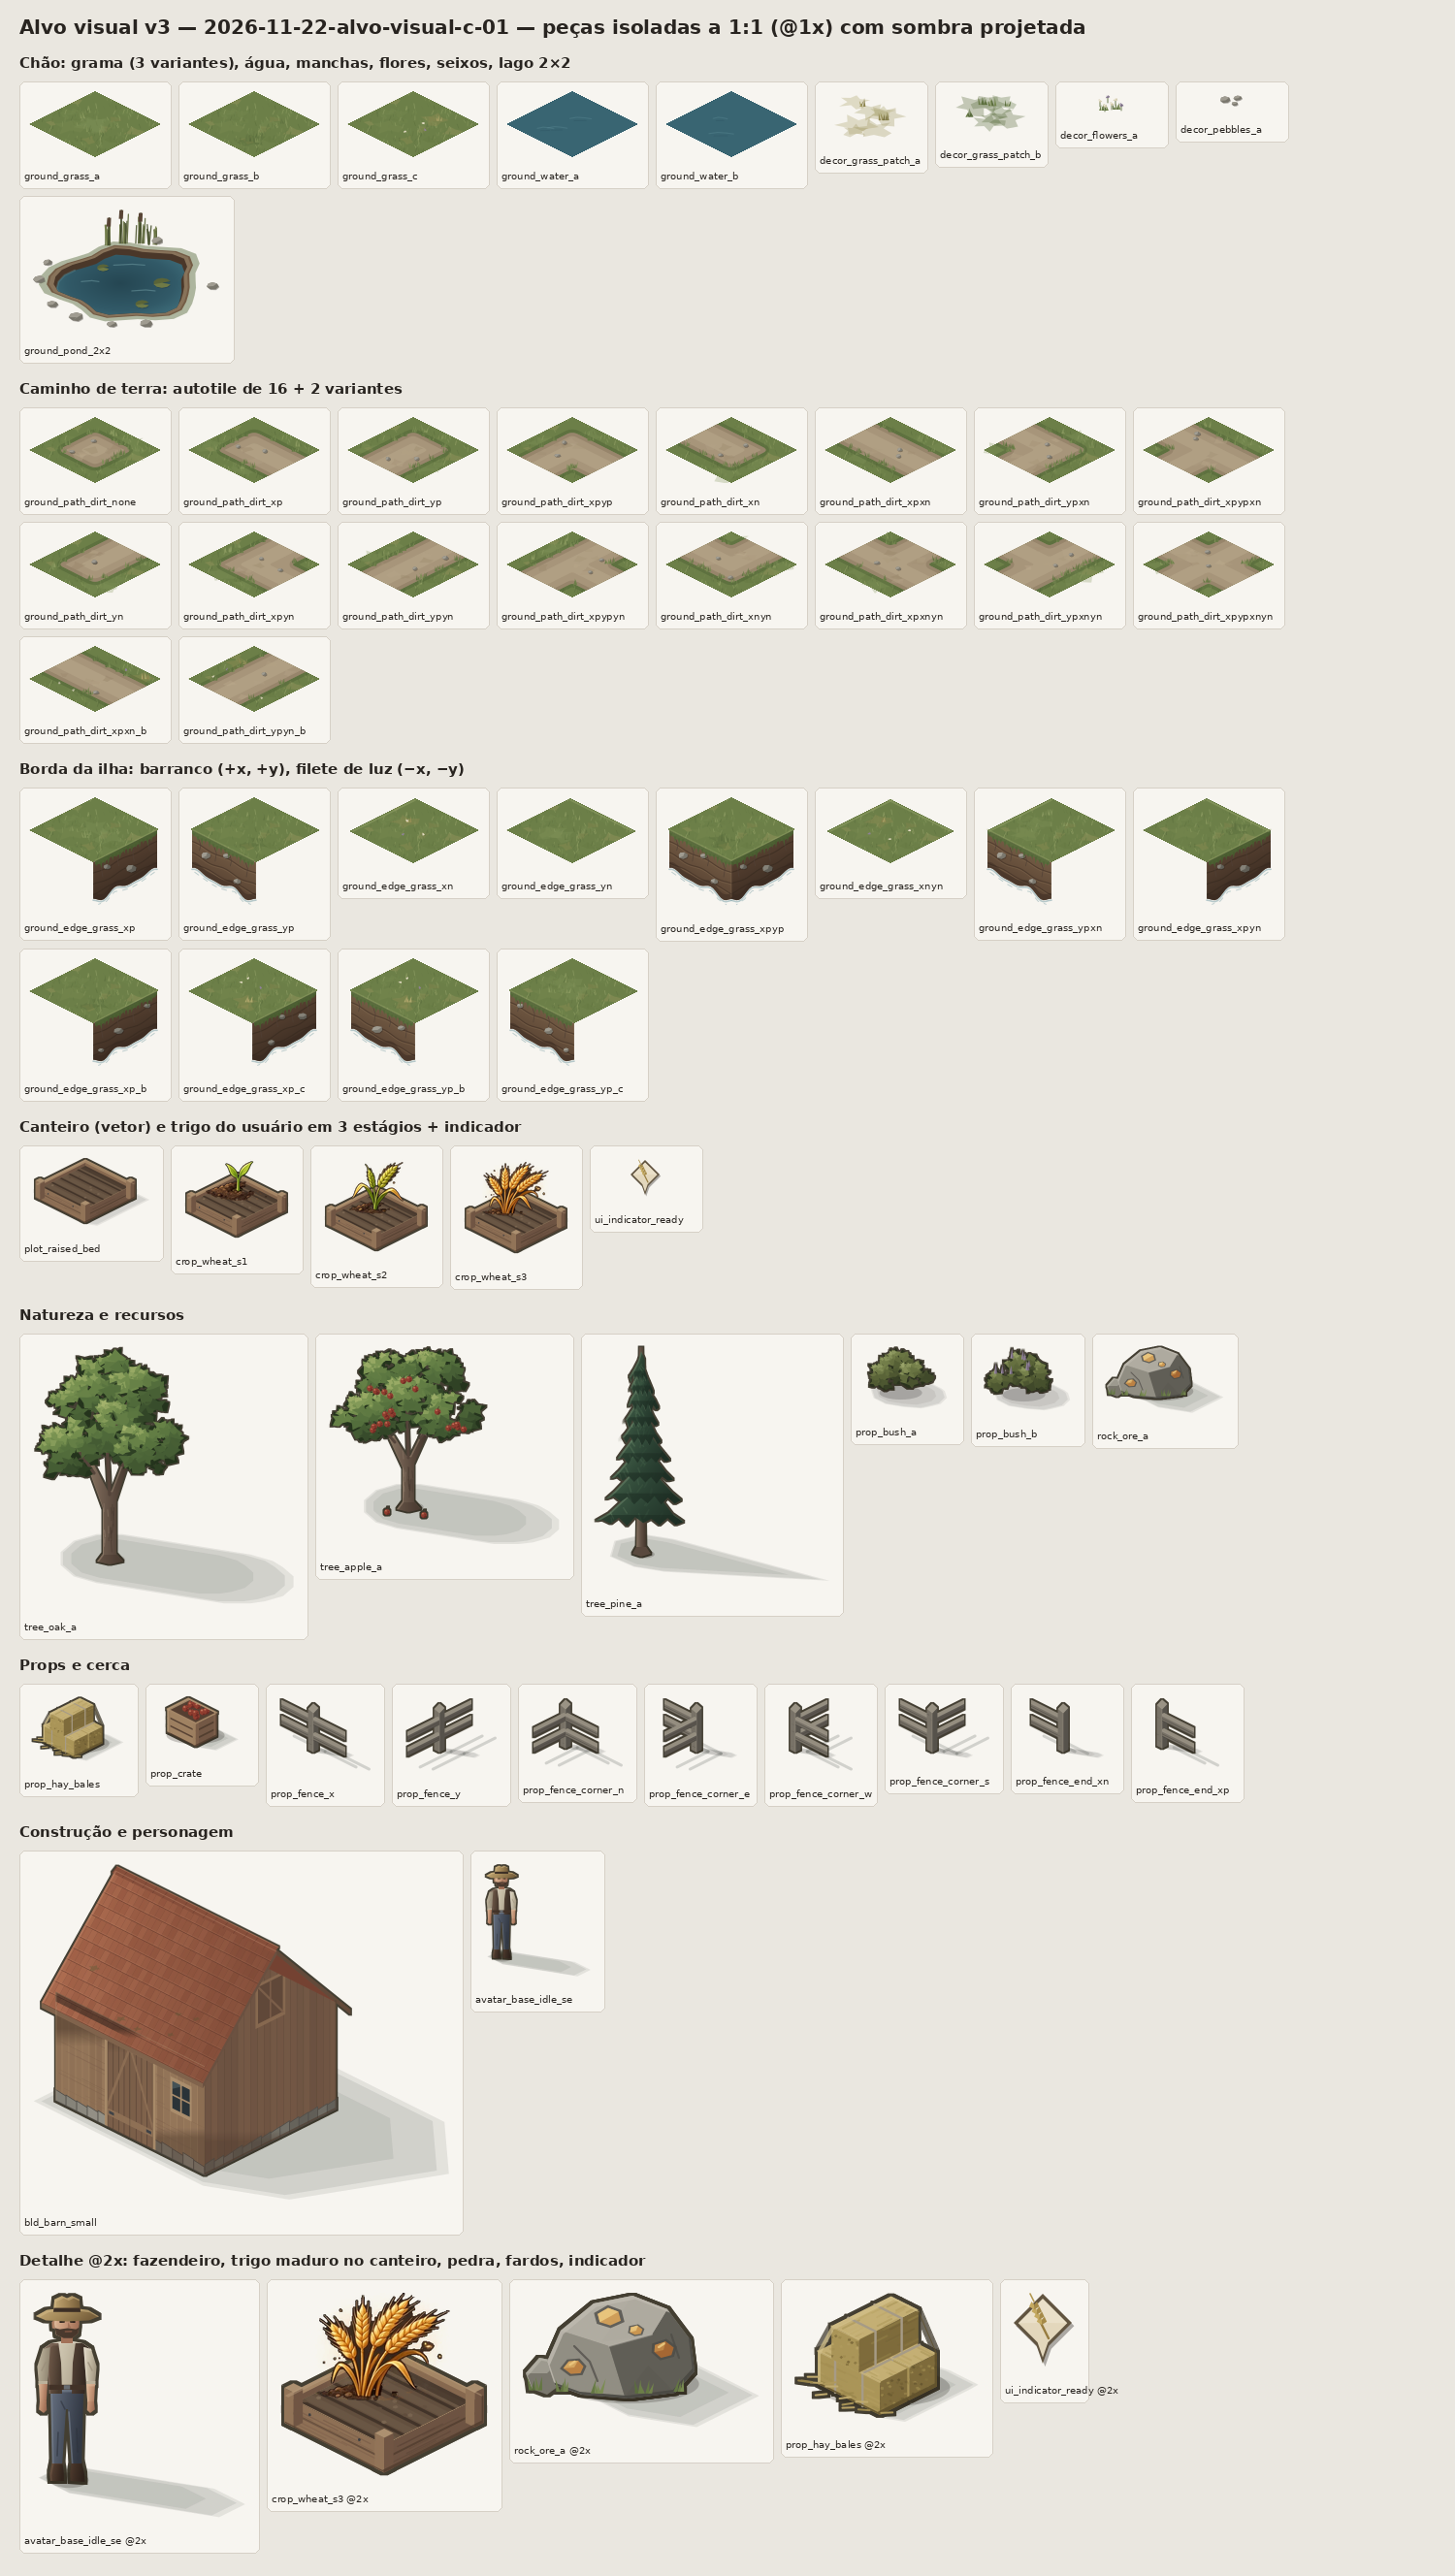 Alvo visual v3 — 2026-11-22-alvo-visual-c-01 — peças isoladas a 1:1 (@1x) com sombra projetada
Chão: grama (3 variantes), água, manchas, flores, seixos, lago 2×2
ground_grass_a
ground_grass_b
ground_grass_c
ground_water_a
ground_water_b
decor_grass_patch_a
decor_grass_patch_b
decor_flowers_a
decor_pebbles_a
ground_pond_2x2
Caminho de terra: autotile de 16 + 2 variantes
ground_path_dirt_none
ground_path_dirt_xp
ground_path_dirt_yp
ground_path_dirt_xpyp
ground_path_dirt_xn
ground_path_dirt_xpxn
ground_path_dirt_ypxn
ground_path_dirt_xpypxn
ground_path_dirt_yn
ground_path_dirt_xpyn
ground_path_dirt_ypyn
ground_path_dirt_xpypyn
ground_path_dirt_xnyn
ground_path_dirt_xpxnyn
ground_path_dirt_ypxnyn
ground_path_dirt_xpypxnyn
ground_path_dirt_xpxn_b
ground_path_dirt_ypyn_b
Borda da ilha: barranco (+x, +y), filete de luz (−x, −y)
ground_edge_grass_xp
ground_edge_grass_yp
ground_edge_grass_xn
ground_edge_grass_yn
ground_edge_grass_xpyp
ground_edge_grass_xnyn
ground_edge_grass_ypxn
ground_edge_grass_xpyn
ground_edge_grass_xp_b
ground_edge_grass_xp_c
ground_edge_grass_yp_b
ground_edge_grass_yp_c
Canteiro (vetor) e trigo do usuário em 3 estágios + indicador
plot_raised_bed
crop_wheat_s1
crop_wheat_s2
crop_wheat_s3
ui_indicator_ready
Natureza e recursos
tree_oak_a
tree_apple_a
tree_pine_a
prop_bush_a
prop_bush_b
rock_ore_a
Props e cerca
prop_hay_bales
prop_crate
prop_fence_x
prop_fence_y
prop_fence_corner_n
prop_fence_corner_e
prop_fence_corner_w
prop_fence_corner_s
prop_fence_end_xn
prop_fence_end_xp
Construção e personagem
bld_barn_small
avatar_base_idle_se
Detalhe @2x: fazendeiro, trigo maduro no canteiro, pedra, fardos, indicador
avatar_base_idle_se @2x
crop_wheat_s3 @2x
rock_ore_a @2x
prop_hay_bales @2x
ui_indicator_ready @2x